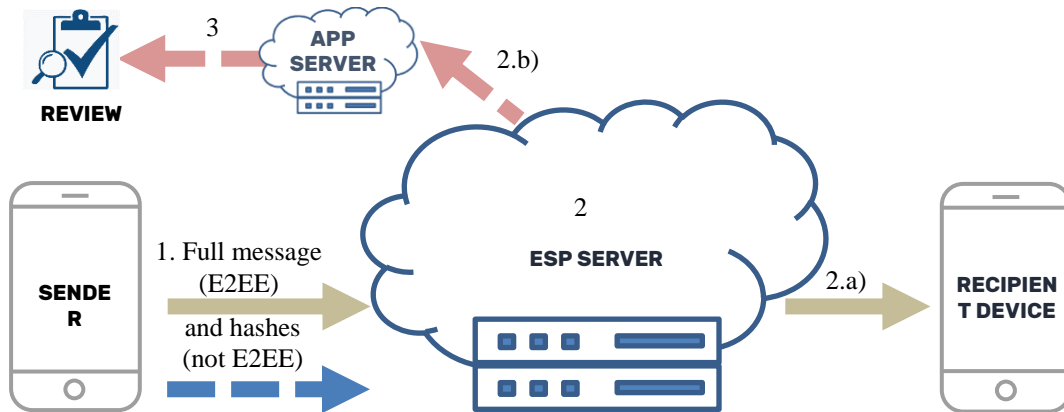 3
APP
SERVER
2.b)
REVIEW
2
1. Full message
(E2EE)
ESP SERVER
2.a)
SENDE
R
RECIPIEN
T DEVICE
and hashes
(not E2EE)